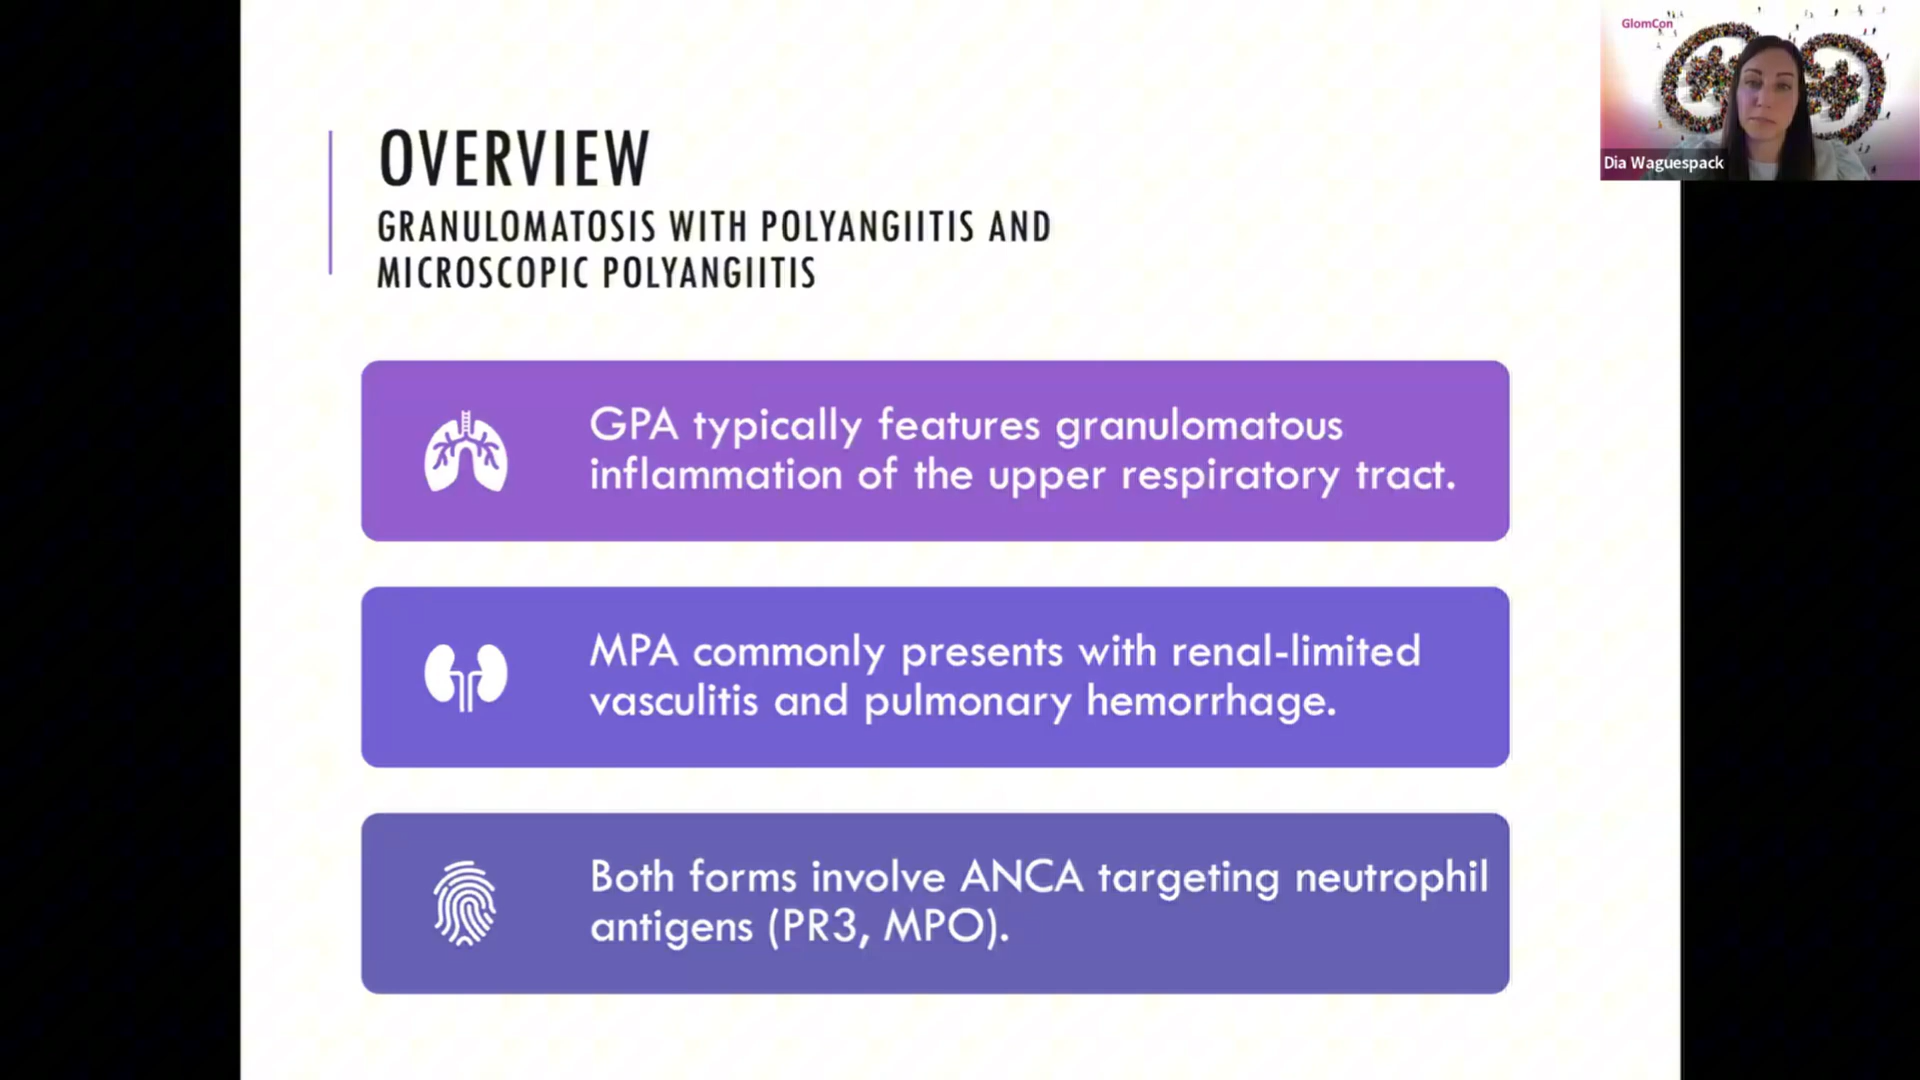 GlomCon
Dia Waguespack
OVERVIEW
GRANULOMATOSIS WITH POLYANGIITIS AND
MICROSCOPIC POLYANGIITIS
GPA typically features granulomatous
inflammation of the upper respiratory tract.
MPA commonly presents with renal-limited
vasculitis and pulmonary hemorrhage.
Both forms involve ANCA targeting neutrophil
antigens (PR3, MPO).